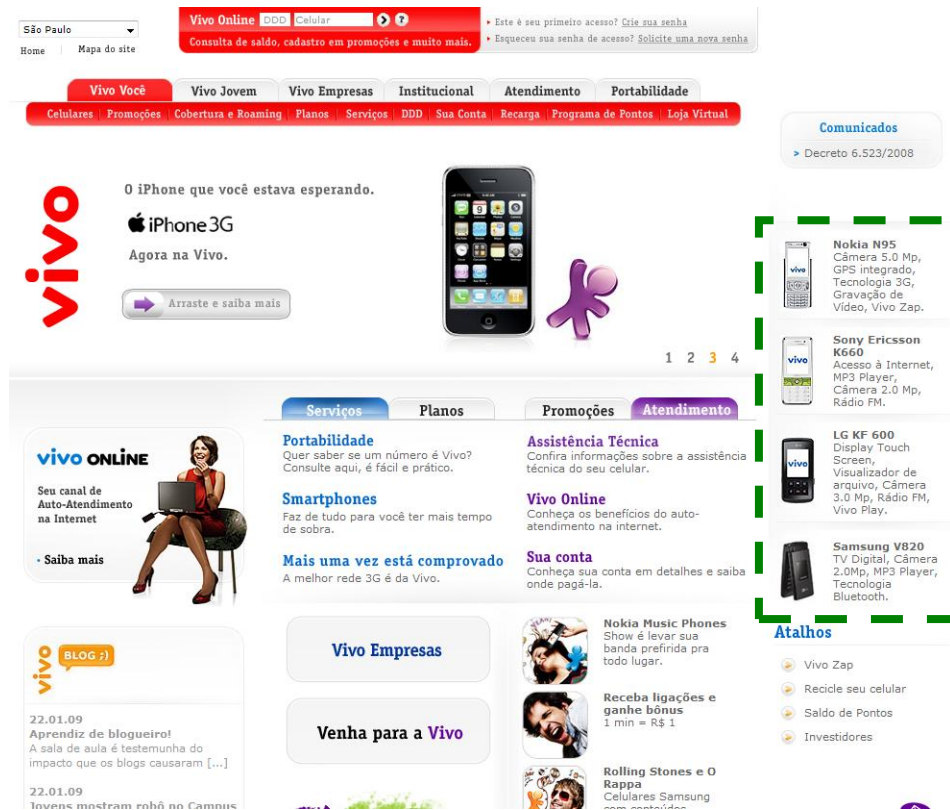 São Paulo
Home
Mapa do site
Vivo Online DDD Celular
Consulta de saldo, cadastro em promoções e muito mais.
Este é seu primeiro acesso? Crie sua senha
Esqueceu sua senha de acesso? Solicite uma nova senha
Vivo Você
Vivo Jovem
Vivo Empresas
Institucional
Atendimento
Portabilidade
Celulares
Promoções
Cobertura e Roaming
Planos
Serviços
DDD
Sua Conta
Recarga
Programa de Pontos
Loja Virtual
Comunicados
> Decreto 6.523/2008
vivo
O iPhone que você estava esperando.
iPhone 3G
Agora na Vivo.
Arraste e saiba mais
1 2 3 4
vivo
Nokia N95
Câmera 5.0 Mp,
GPS integrado,
Tecnologia 3G,
Gravação de
Vídeo, Vivo Zap.
vivo
Sony Ericsson
K660
Acesso à Internet,
MP3 Player,
Câmera 2.0 Mp,
Rádio FM.
vivo
LG KF 600
Display Touch
Screen,
Visualizador de
arquivo, Câmera
3.0 Mp, Rádio FM,
Vivo Play.
Samsung V820
TV Digital, Câmera
2.0Mp, MP3 Player,
Tecnologia
Bluetooth.
vivo ONLINE
Seu canal de
Auto-Atendimento
na Internet
Saiba mais
Serviços
Planos
Portabilidade
Quer saber se um número é Vivo?
Consulte aqui, é fácil e prático.
Smartphones
Faz de tudo para você ter mais tempo
de sobra.
Mais uma vez está comprovado
A melhor rede 3G é da Vivo.
Promoções
Atendimento
Assistência Técnica
Confira informações sobre a assistência
técnica do seu celular.
Vivo Online
Conheça os benefícios do auto-
atendimento na internet.
Sua conta
Conheça sua conta em detalhes e saiba
onde pagá-la.
vivo
BLOG ;)
22.01.09
Aprendiz de blogueiro!
A sala de aula é testemunha do
impacto que os blogs causaram [...]
22.01.09
Jovens mostram robô no Campus
Vivo Empresas
Venha para a Vivo
Nokia Music Phones
Show é levar sua
banda prefirida pra
todo lugar.
Receba ligações e
ganhe bônus
1 min = R$ 1
Rolling Stones e O
Rappa
Celulares Samsung
com conteúdos
Atalhos
Vivo Zap
Recicle seu celular
Saldo de Pontos
Investidores